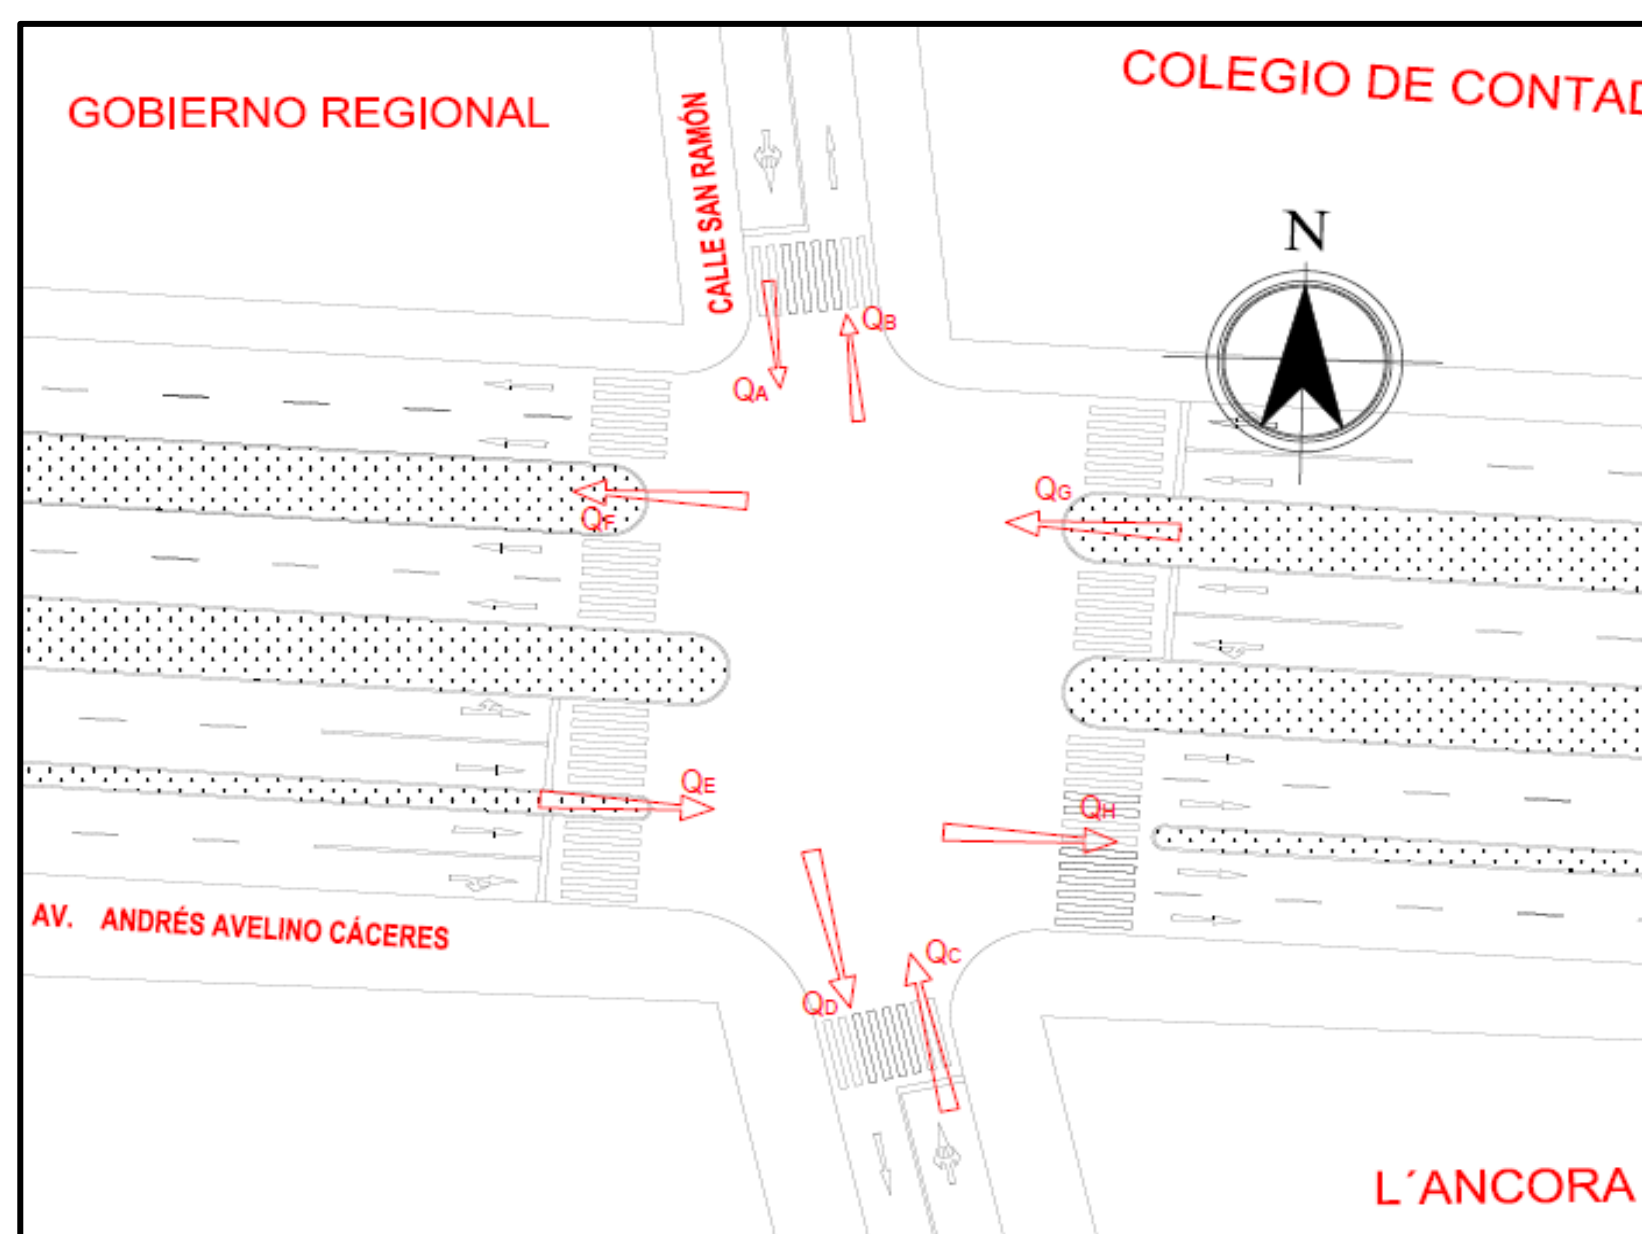 GOBIERNO REGIONAL
COLEGIO DE CONTAD
CALLE SAN RAMÓN
N
QA
QB
QF
QG
QE
QH
AV. ANDRÉS AVELINO CÁCERES
QD
QC
L´ANCORA